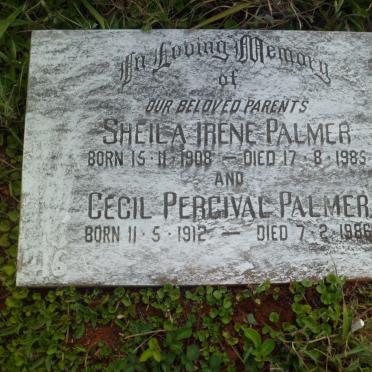 In Loving Memory
of
OUR BELOVED PARENTS
SHEILA IRENE PALMER
BORN 15·11·1908 — DIED 17·8·1985
AND
CECIL PERCIVAL PALMER
BORN 11·5·1912 — DIED 7·2·1986